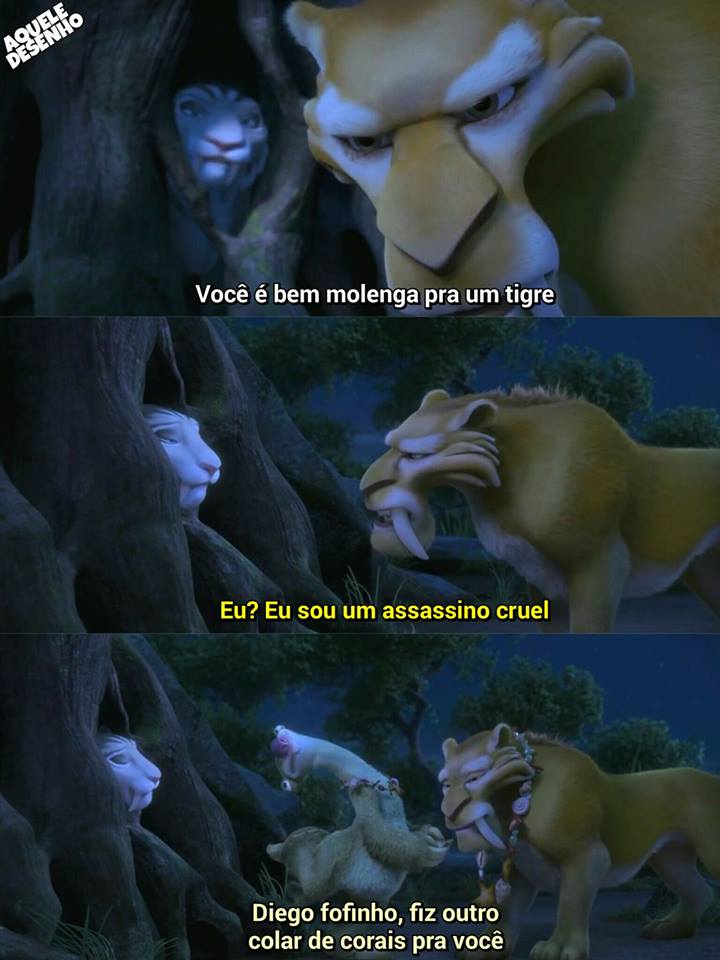 AQUELE
DESENHO
Você é bem molenga pra um tigre
Eu? Eu sou um assassino cruel
Diego fofinho, fiz outro
colar de corais pra você